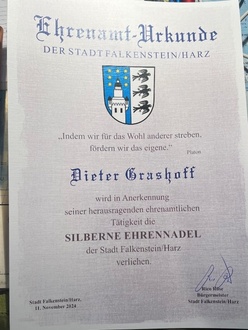 Ehrenamt-Urkunde
DER STADT FALKENSTEIN/HARZ
„Indem wir für das Wohl anderer streben,
fördern wir das eigene.“
Platon
Dieter Grashoff
wird in Anerkennung
seiner herausragenden ehrenamtlichen
Tätigkeit die
SILBERNE EHRENNADEL
der Stadt Falkenstein/Harz
verliehen.
Bürgermeister
Stadt Falkenstein/Harz
Stadt Falkenstein/Harz,
11. November 2024